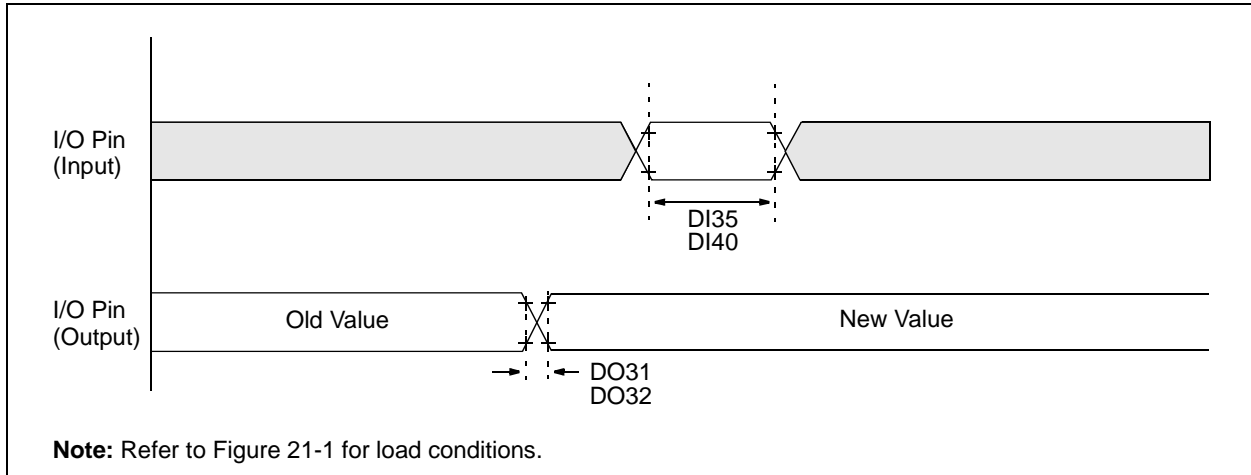 I/O Pin
(Input)
DI35
DI40
I/O Pin
(Output)
Old Value
New Value
DO31
DO32
Note: Refer to Figure 21-1 for load conditions.